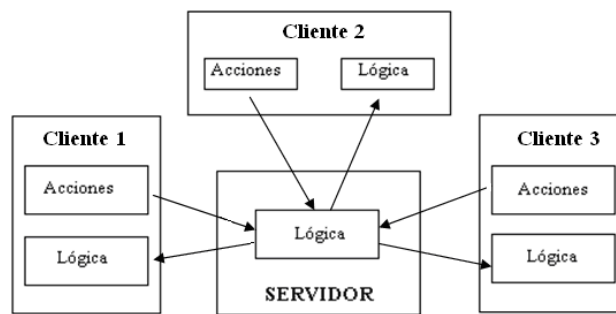 Cliente 2
Acciones
Lógica
Cliente 1
Acciones
Lógica
Cliente 3
Acciones
Lógica
Lógica
SERVIDOR